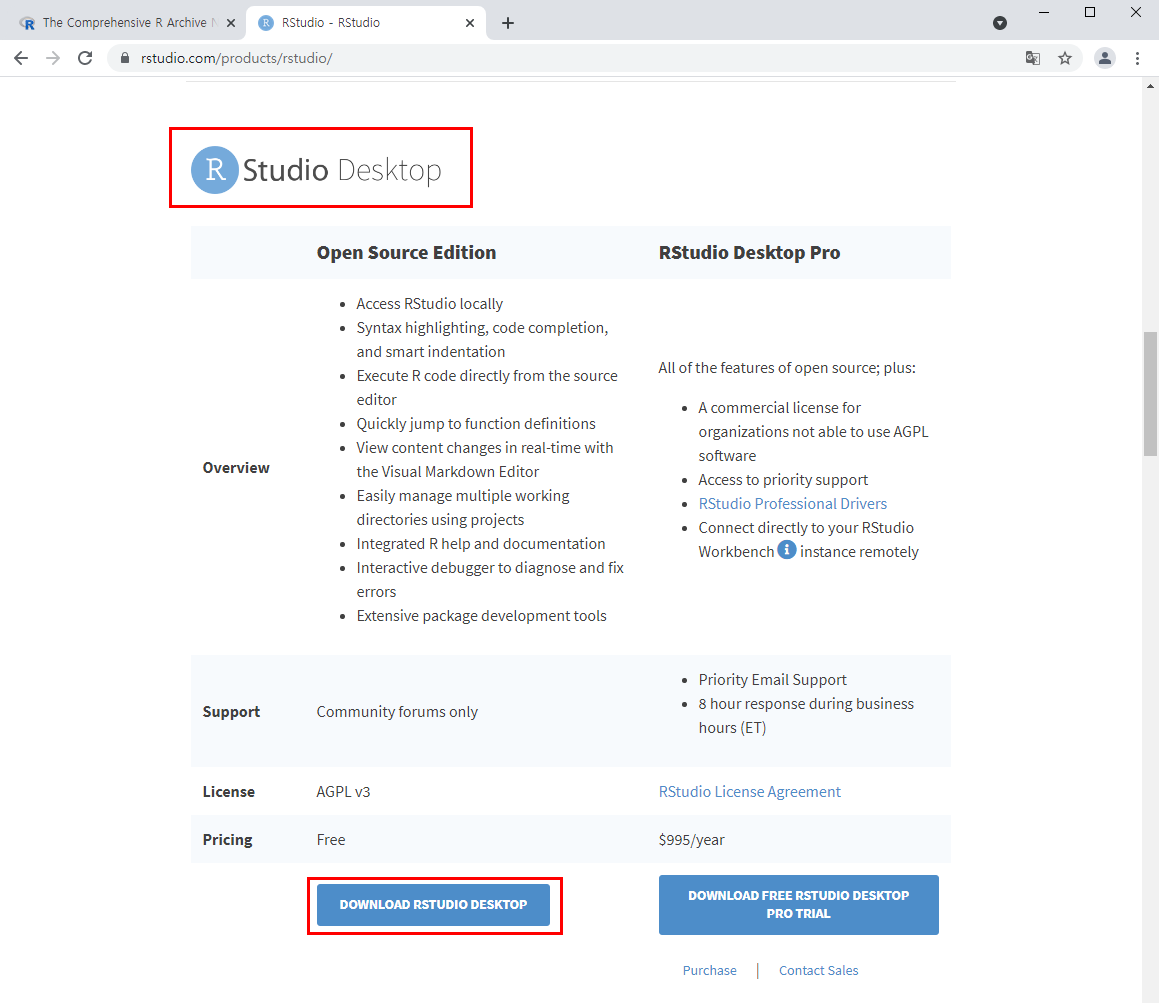 The Comprehensive R Archive N
RStudio - RStudio
rstudio.com/products/rstudio/
R Studio Desktop
Open Source Edition
RStudio Desktop Pro
Overview
• Access RStudio locally
• Syntax highlighting, code completion,
and smart indentation
• Execute R code directly from the source
editor
• Quickly jump to function definitions
• View content changes in real-time with
the Visual Markdown Editor
• Easily manage multiple working
directories using projects
• Integrated R help and documentation
• Interactive debugger to diagnose and fix
errors
• Extensive package development tools
All of the features of open source; plus:
• A commercial license for
organizations not able to use AGPL
software
• Access to priority support
• RStudio Professional Drivers
• Connect directly to your RStudio
Workbench i instance remotely
Support
Community forums only
• Priority Email Support
• 8 hour response during business
hours (ET)
License
AGPL v3
RStudio License Agreement
Pricing
Free
$995/year
DOWNLOAD RSTUDIO DESKTOP
DOWNLOAD FREE RSTUDIO DESKTOP
PRO TRIAL
Purchase | Contact Sales